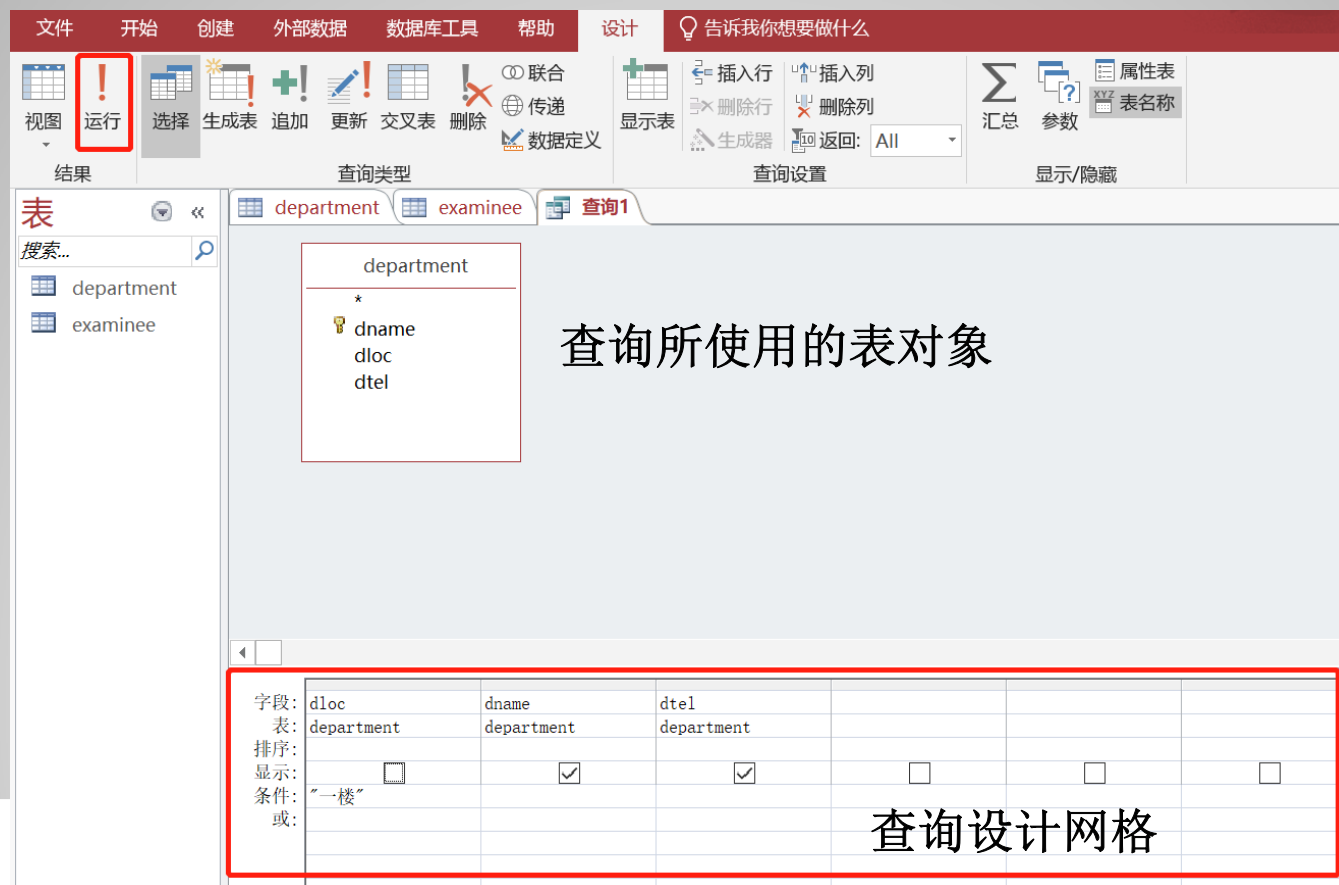 文件 开始 创建 外部数据 数据库工具 帮助 设计 告诉我你想要做什么
视图 运行 选择 生成表 追加 更新 交叉表 删除 联合 传递 数据定义 显示表 插入行 删除行 生成器 插入列 删除列 返回: All 汇总 参数 属性表 表名称
结果 查询类型 查询设置 显示/隐藏
表 « department examinee 查询1
搜索...
department
examinee
department
*
dname
dloc
dtel
查询所使用的表对象
字段: dloc dname dtel
表: department department department
排序:
显示:
条件: "一楼"
或:
查询设计网格